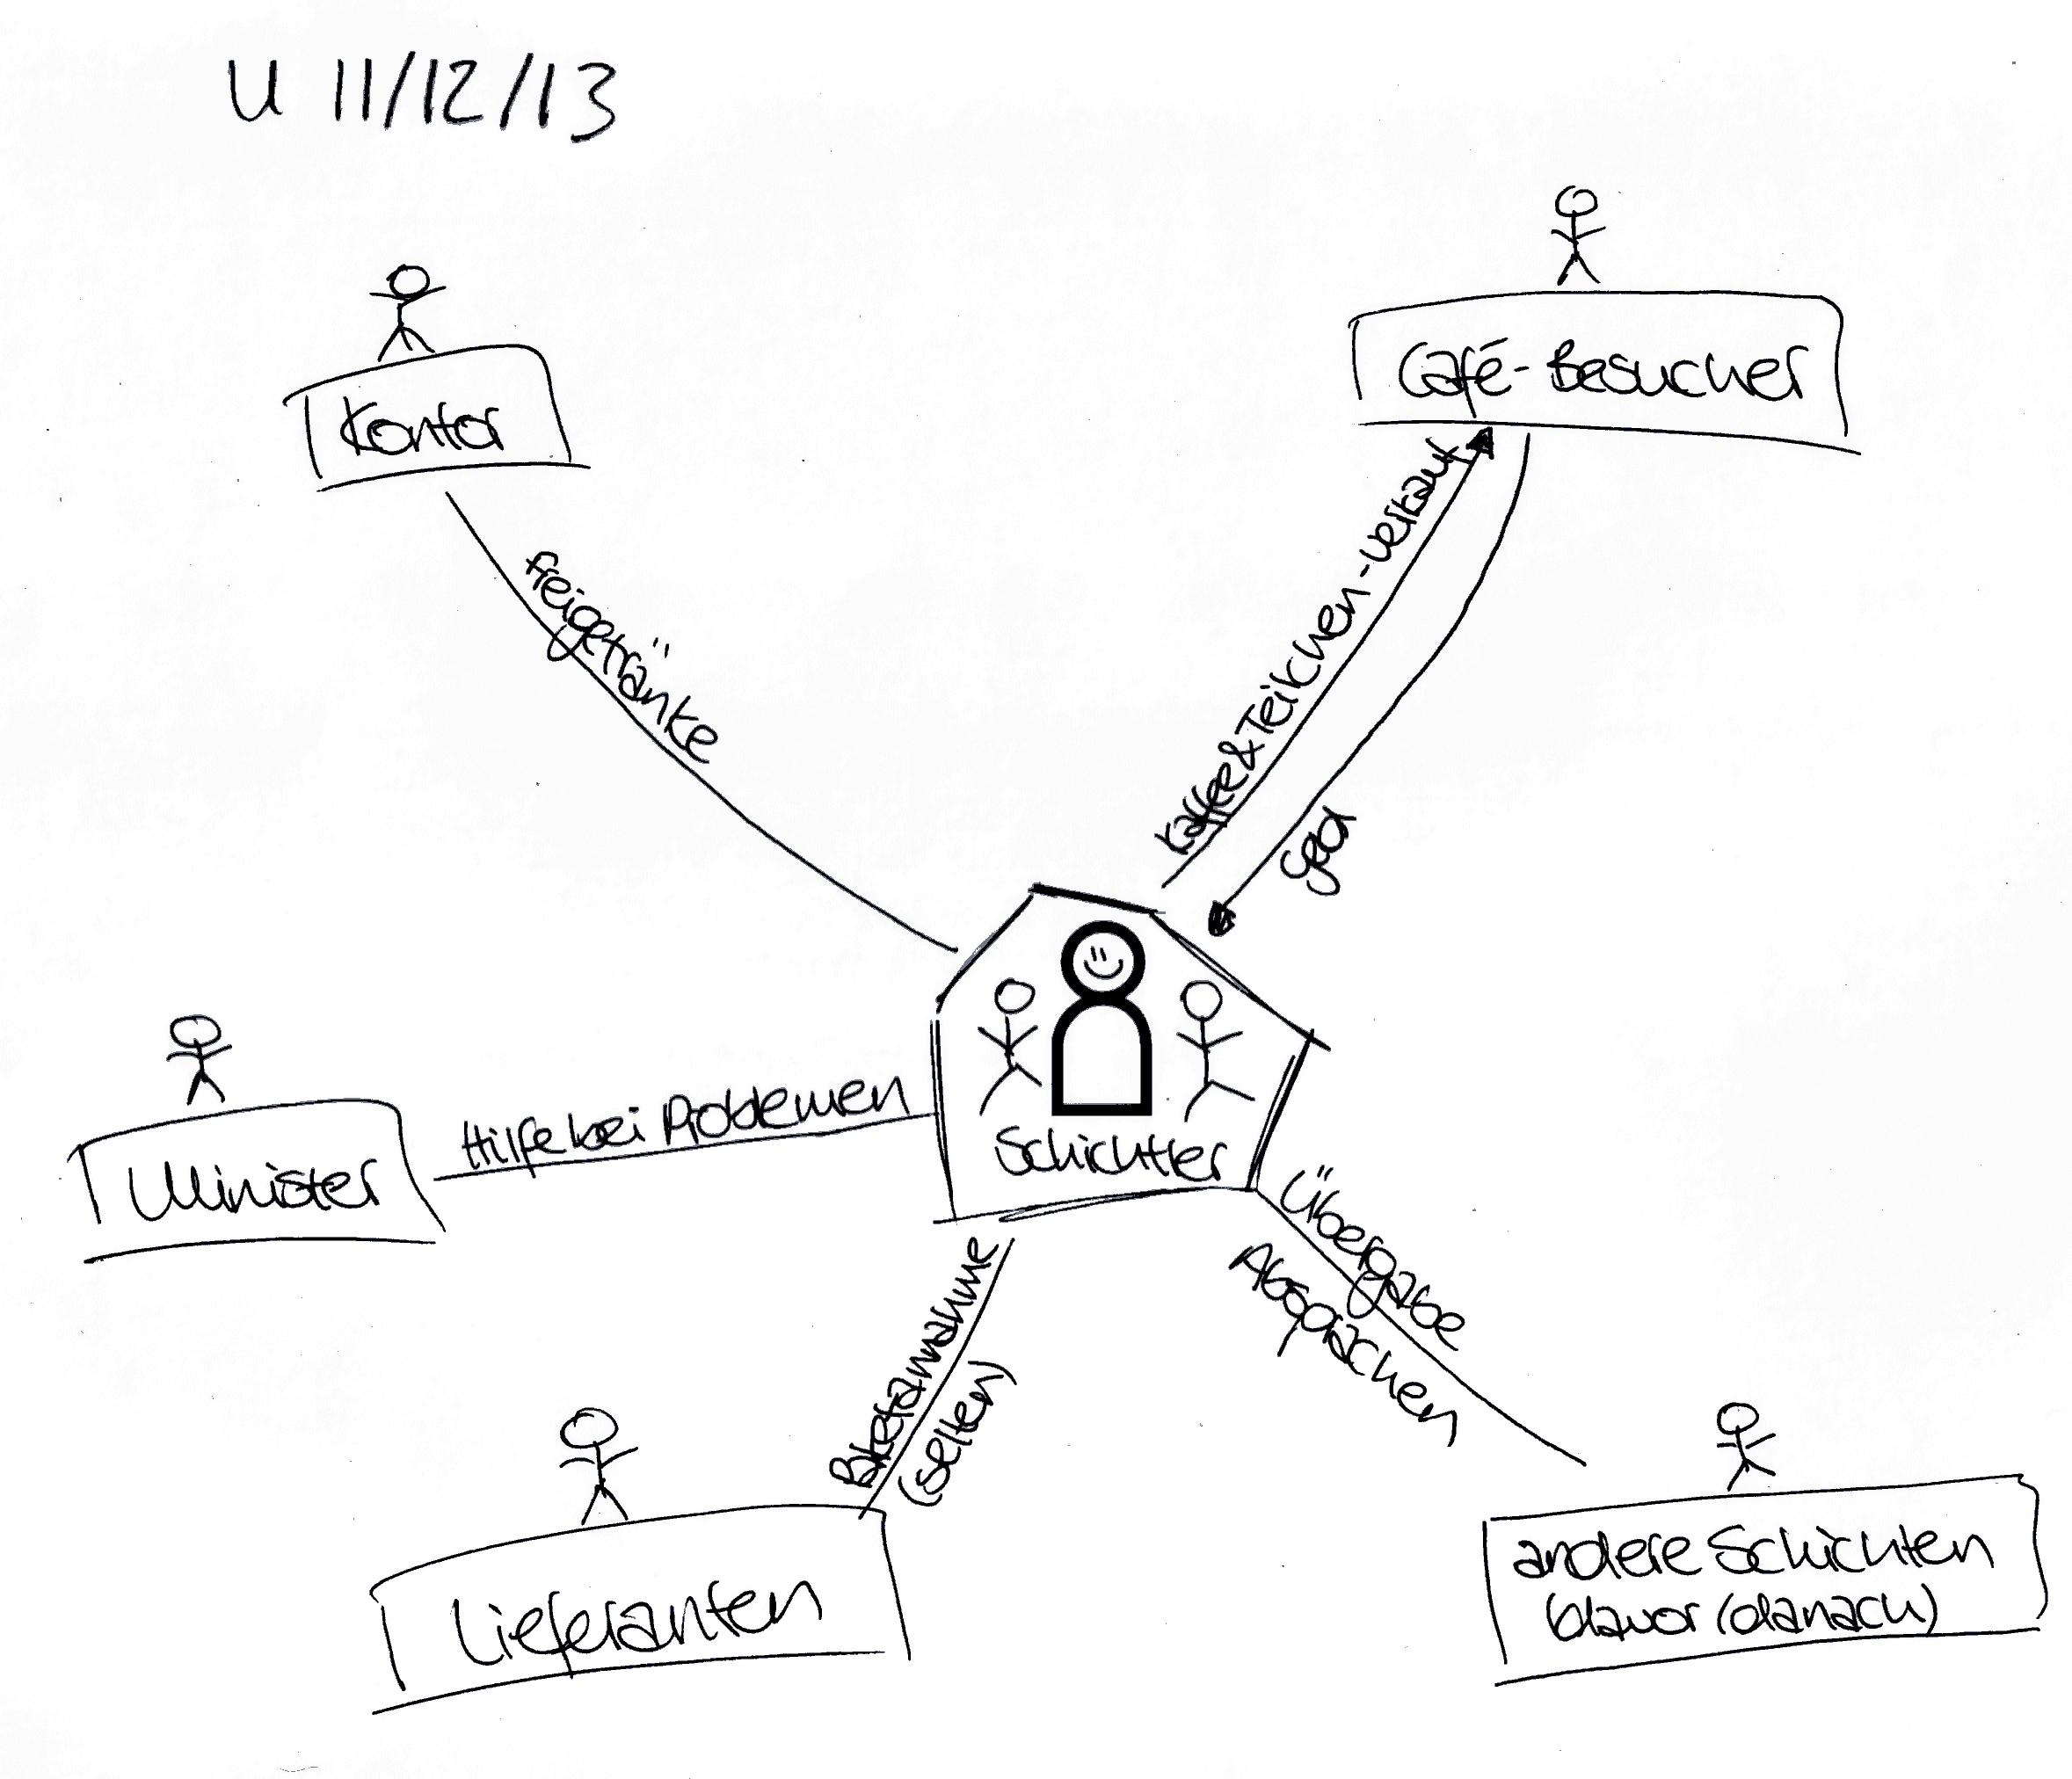 U 11/12/13
Kontor
Café-Besucher
Freigetränke
Kaffee&Teilchen-Verkauf
Geld
Schichtler
Minister
Hilfe bei Problemen
Übergabe
Absprachen
Paketannahme
(selten)
Lieferanten
andere Schichten
(davor (danach)